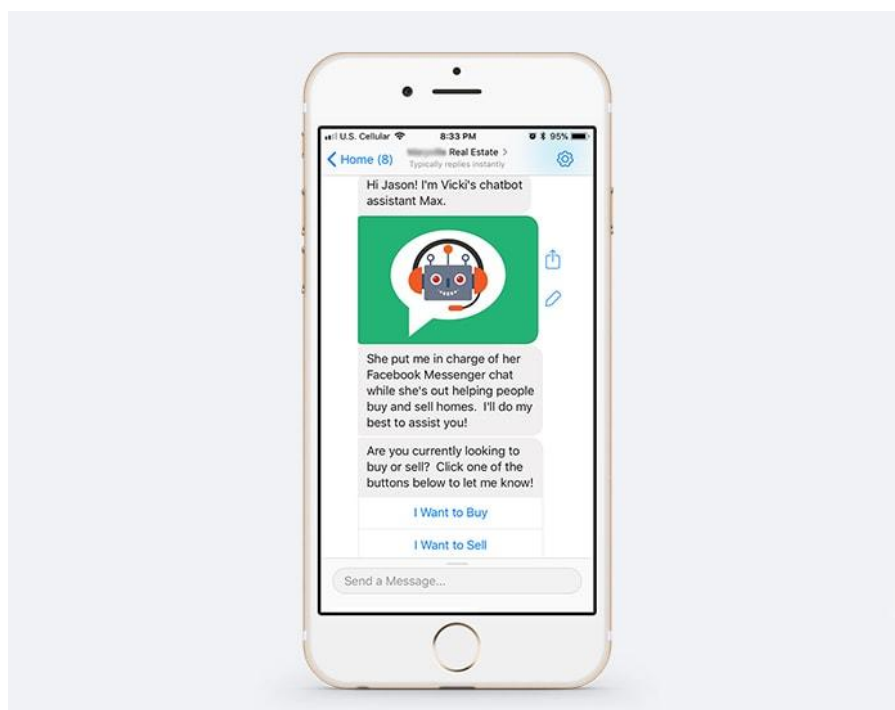 U.S. Cellular 8:33 PM 95%
Home (8) Real Estate >
Typically replies instantly
Hi Jason! I'm Vicki's chatbot
assistant Max.
She put me in charge of her
Facebook Messenger chat
while she's out helping people
buy and sell homes. I'll do my
best to assist you!
Are you currently looking to
buy or sell? Click one of the
buttons below to let me know!
I Want to Buy
I Want to Sell
Send a Message...